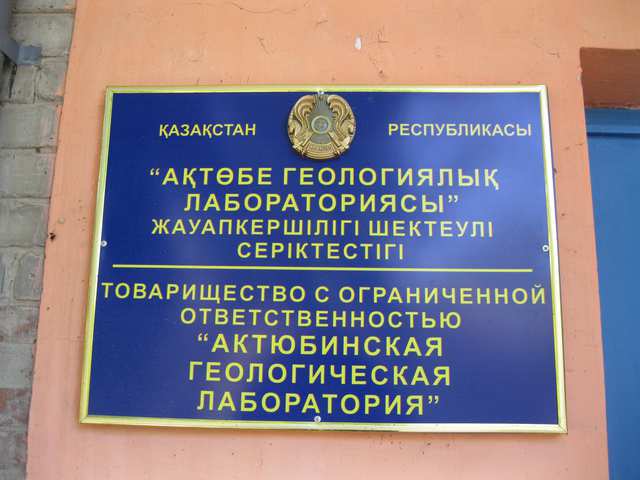 ҚАЗАҚСТАН РЕСПУБЛИКАСЫ
“АҚТӨБЕ ГЕОЛОГИЯЛЫҚ
ЛАБОРАТОРИЯСЫ”
ЖАУАПКЕРШІЛІГІ ШЕКТЕУЛІ
СЕРІКТЕСТІГІ
ТОВАРИЩЕСТВО С ОГРАНИЧЕННОЙ
ОТВЕТСТВЕННОСТЬЮ
“АКТЮБИНСКАЯ
ГЕОЛОГИЧЕСКАЯ
ЛАБОРАТОРИЯ”